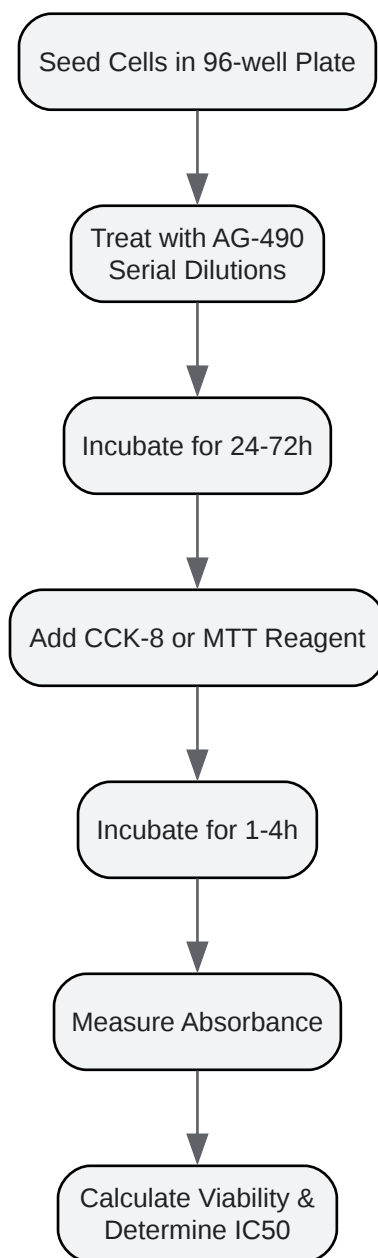 Seed Cells in 96-well Plate
Treat with AG-490
Serial Dilutions
Incubate for 24-72h
Add CCK-8 or MTT Reagent
Incubate for 1-4h
Measure Absorbance
Calculate Viability &
Determine IC50